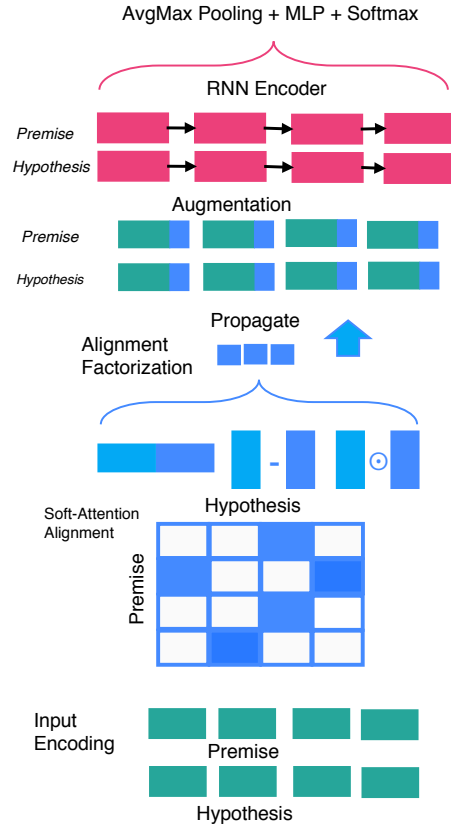 AvgMax Pooling + MLP + Softmax
RNN Encoder
Premise
Hypothesis
Augmentation
Premise
Hypothesis
Propagate
Alignment
Factorization
-
⊙
Hypothesis
Soft-Attention
Alignment
Premise
Input
Encoding
Premise
Hypothesis